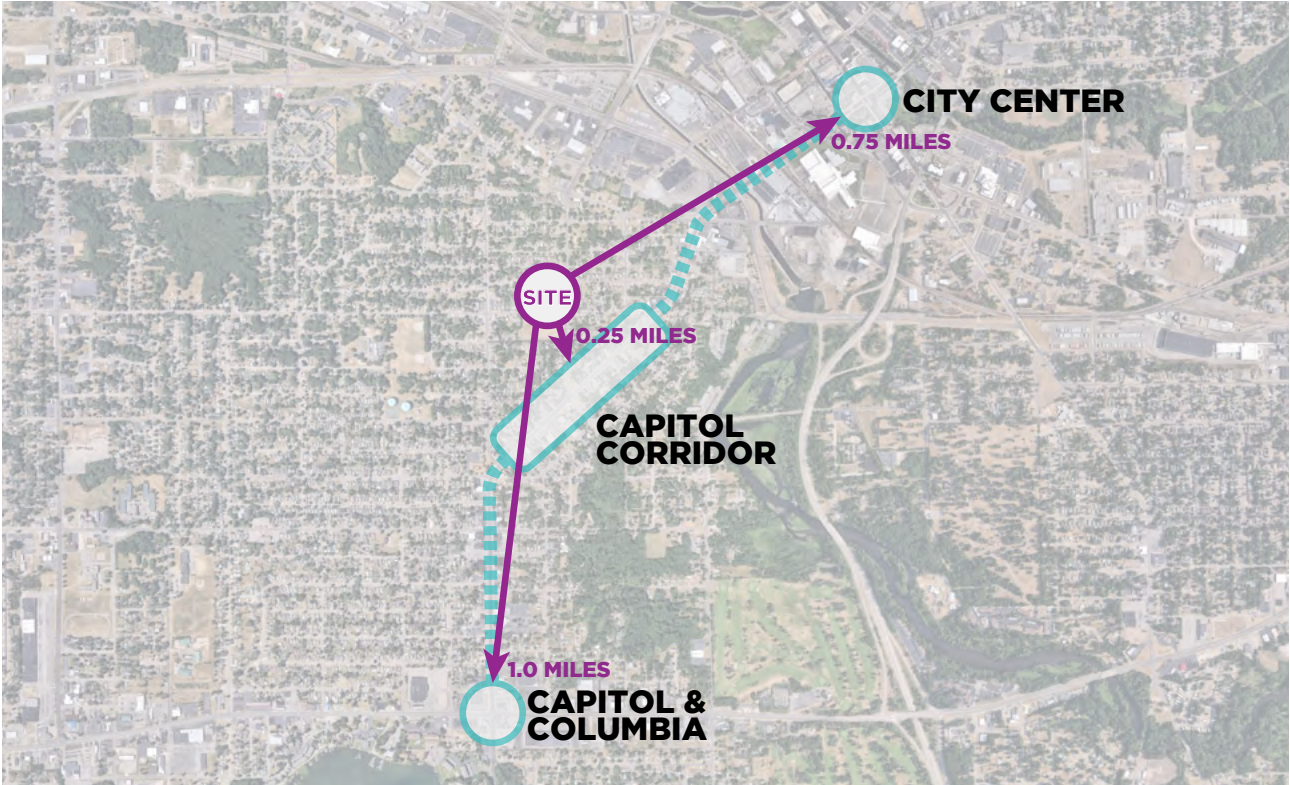 CITY CENTER
0.75 MILES
SITE
0.25 MILES
CAPITOL
CORRIDOR
1.0 MILES
CAPITOL &
COLUMBIA